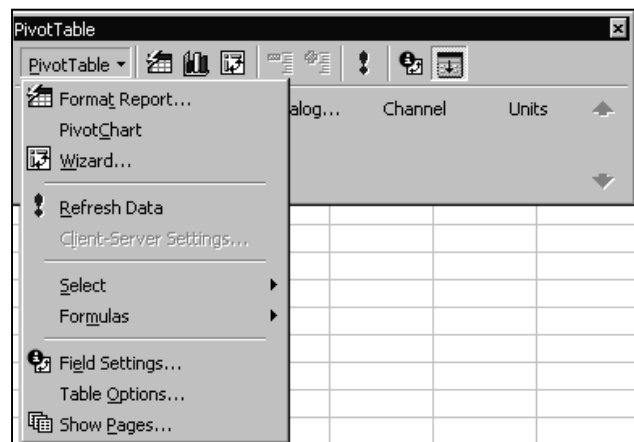 PivotTable
PivotTable
Format Report...
alog... Channel Units
PivotChart
Wizard...
Refresh Data
Client-Server Settings...
Select
Formulas
Field Settings...
Table Options...
Show Pages...